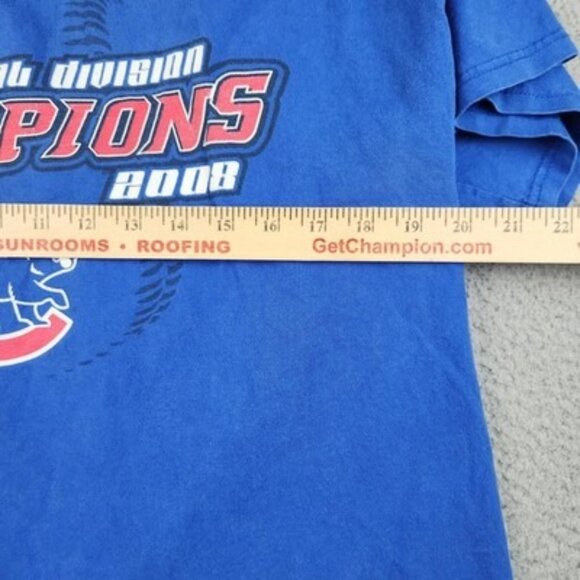 AL DIVISION
PIONS
2008
11 12 13 14 15 16 17 18 19 20 21 22
SUNROOMS • ROOFING GetChampion.com